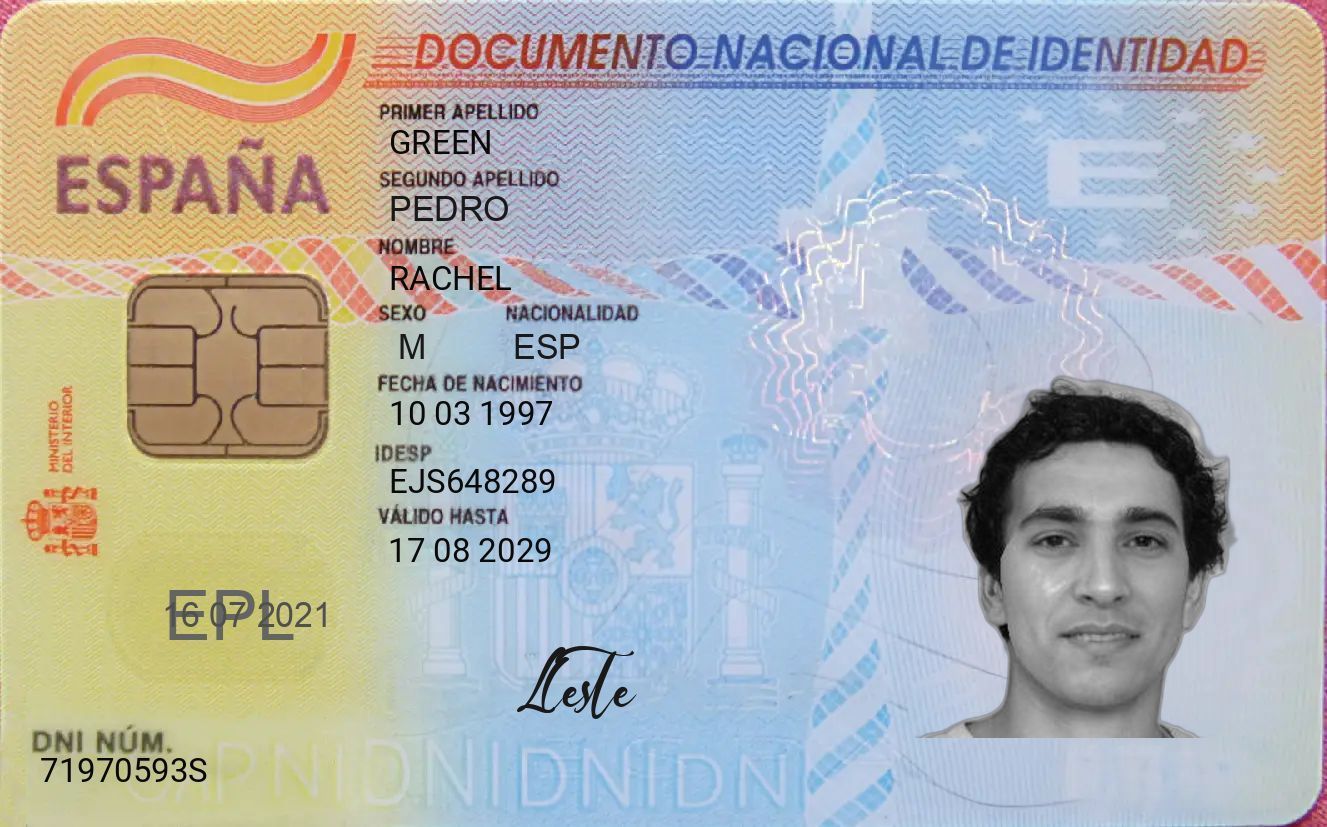 DOCUMENTO NACIONAL DE IDENTIDAD
ESPAÑA
PRIMER APELLIDO
GREEN
SEGUNDO APELLIDO
PEDRO
NOMBRE
RACHEL
SEXO NACIONALIDAD
M ESP
FECHA DE NACIMIENTO
10 03 1997
IDESP
EJS648289
VÁLIDO HASTA
17 08 2029
MINISTERIO
DEL INTERIOR
E
EPL
16 07 2021
Leste
DNI NÚM.
71970593S
DNIDNIDNIDN